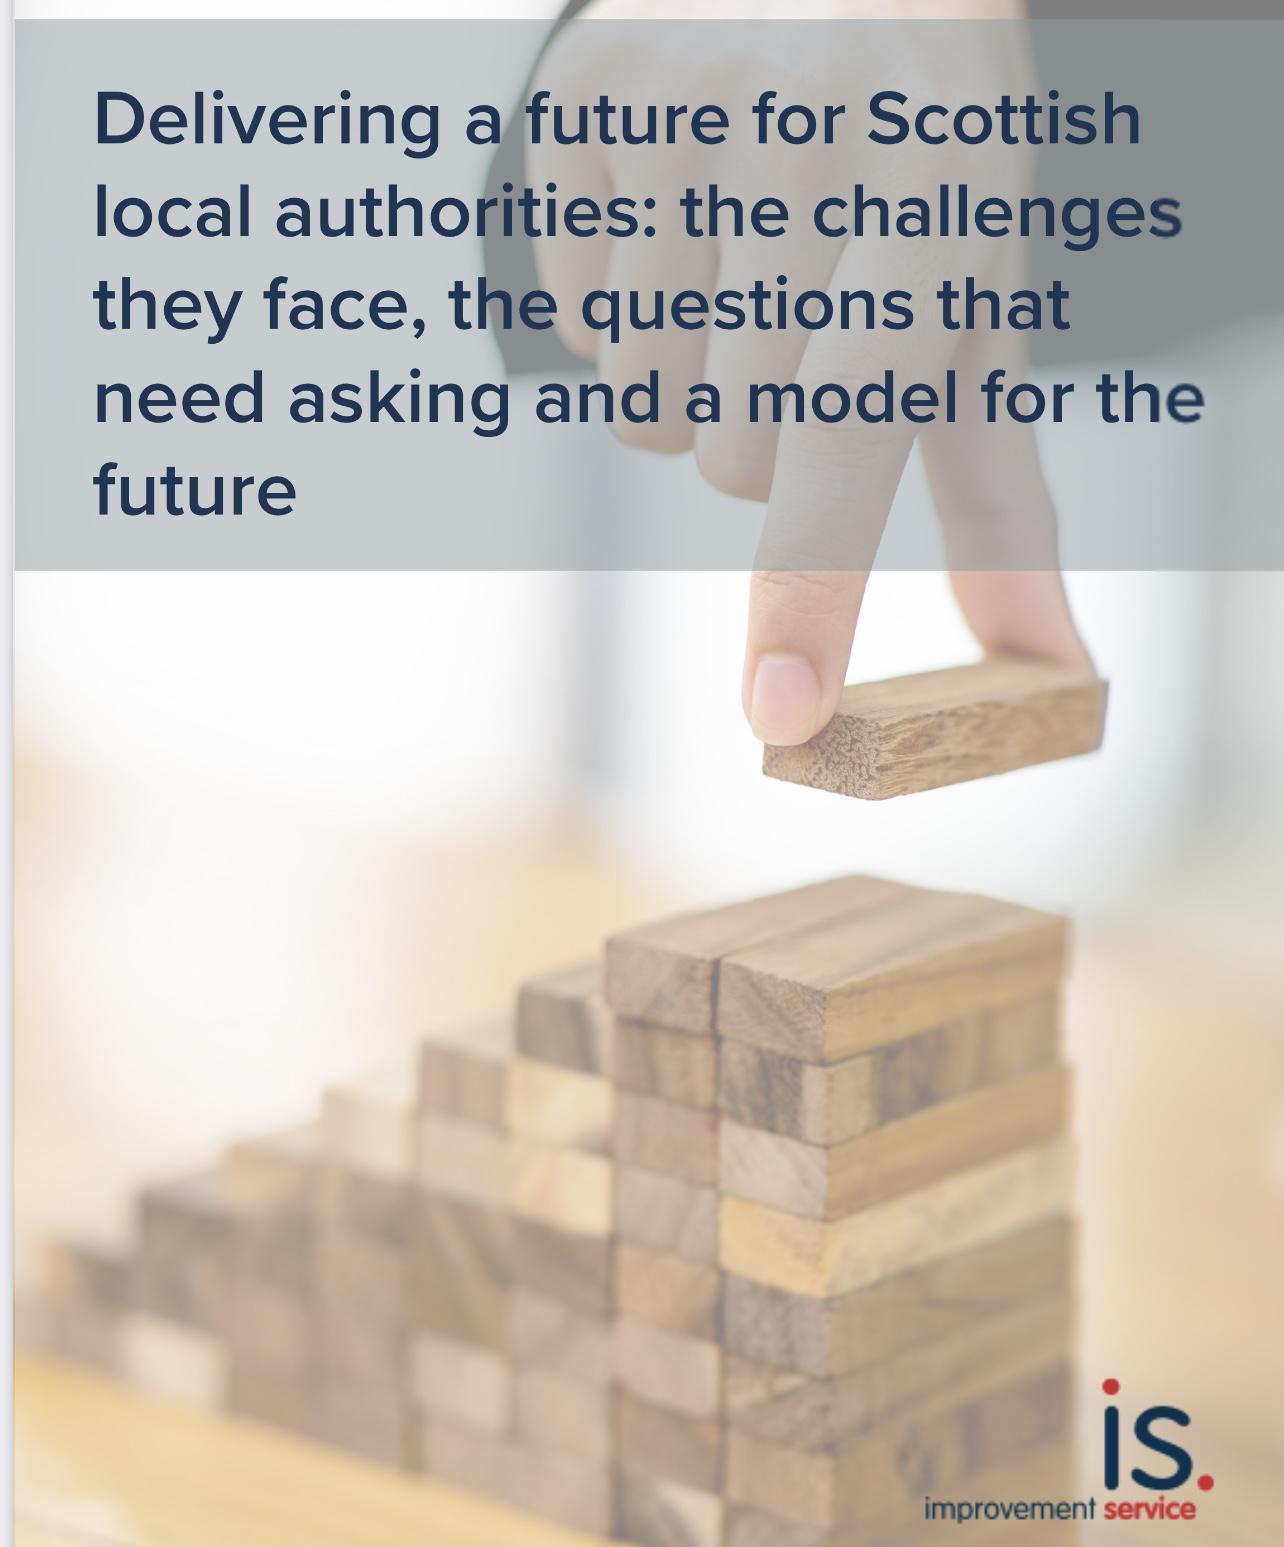 Delivering a future for Scottish
local authorities: the challenges
they face, the questions that
need asking and a model for the
future
is.
improvement service